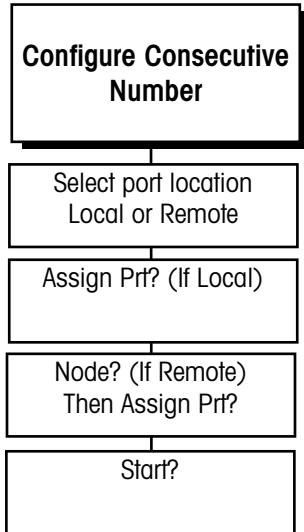 Configure Consecutive
Number
Select port location
Local or Remote
Assign Prt? (If Local)
Node? (If Remote)
Then Assign Prt?
Start?